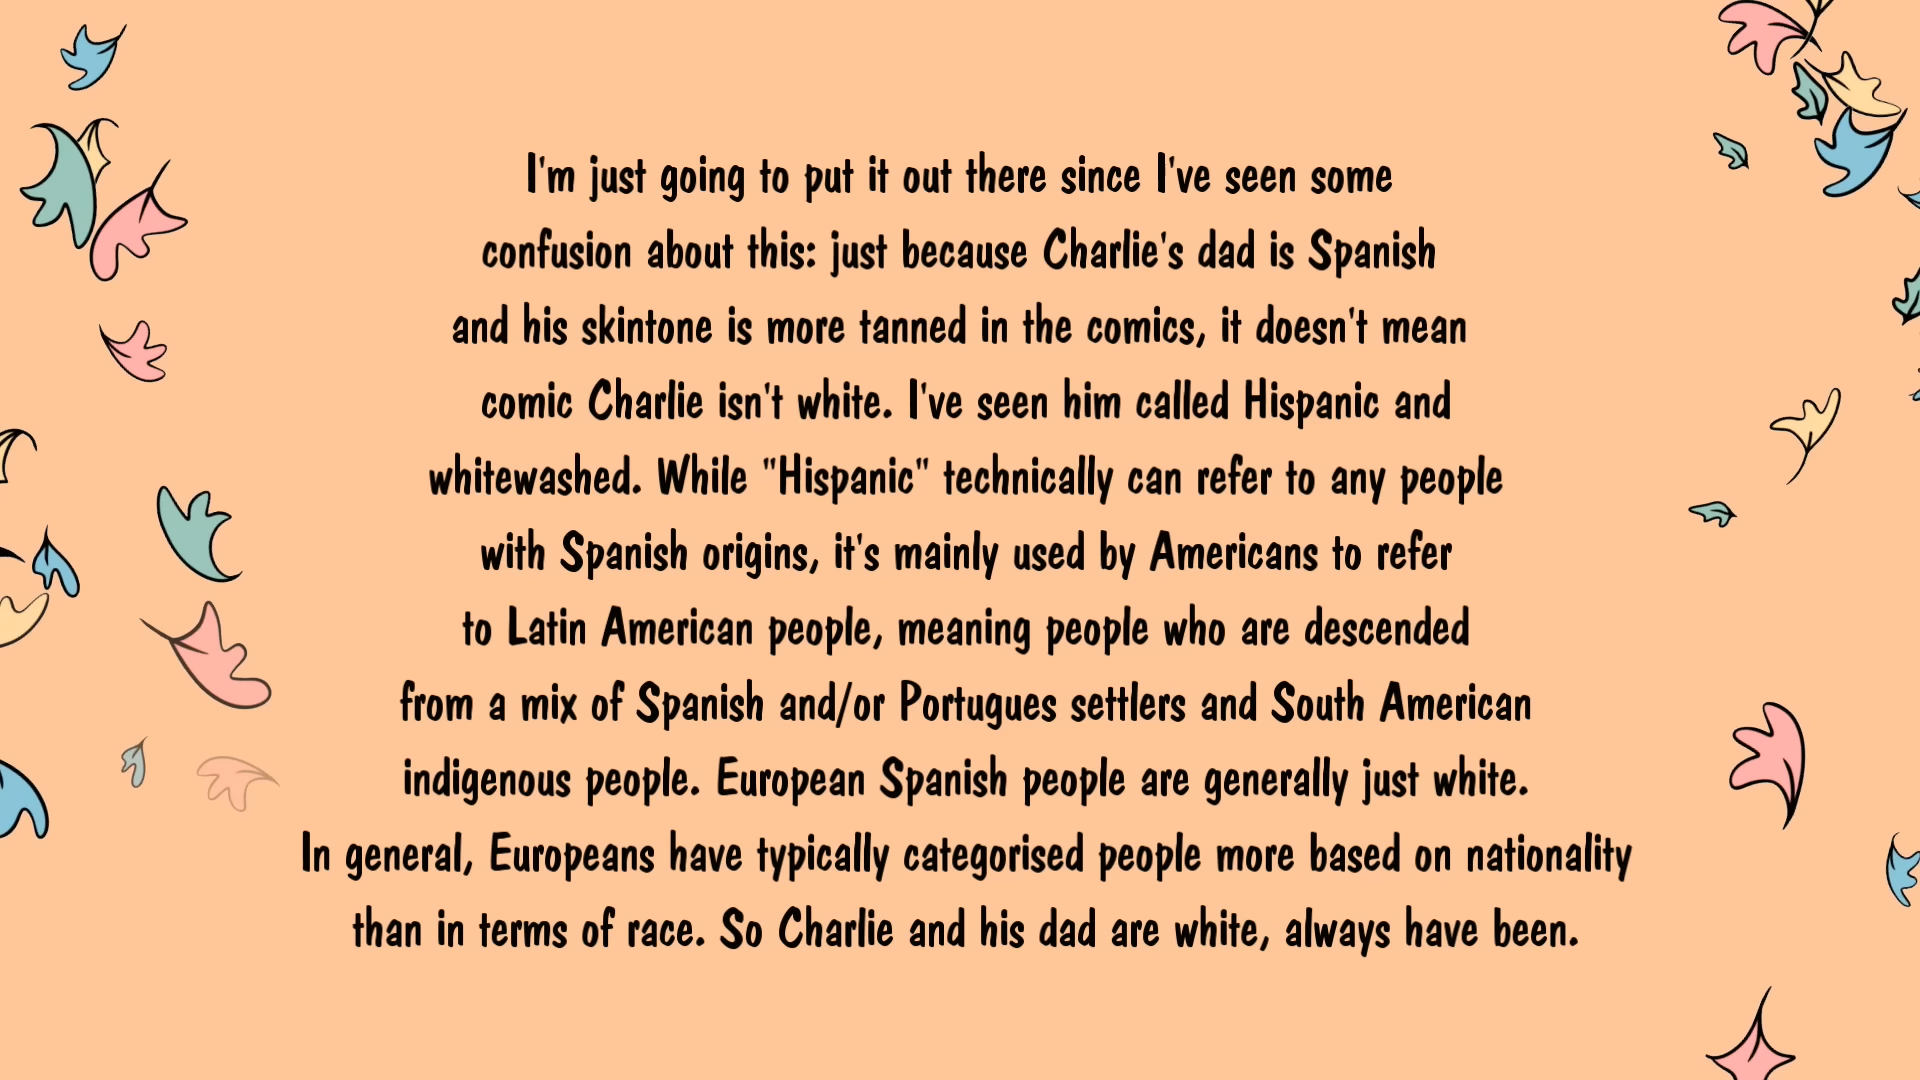 I'm just going to put it out there since I've seen some
confusion about this: just because Charlie's dad is Spanish
and his skintone is more tanned in the comics, it doesn't mean
comic Charlie isn't white. I've seen him called Hispanic and
whitewashed. While "Hispanic" technically can refer to any people
with Spanish origins, it's mainly used by Americans to refer
to Latin American people, meaning people who are descended
from a mix of Spanish and/or Portugues settlers and South American
indigenous people. European Spanish people are generally just white.
In general, Europeans have typically categorised people more based on nationality
than in terms of race. So Charlie and his dad are white, always have been.